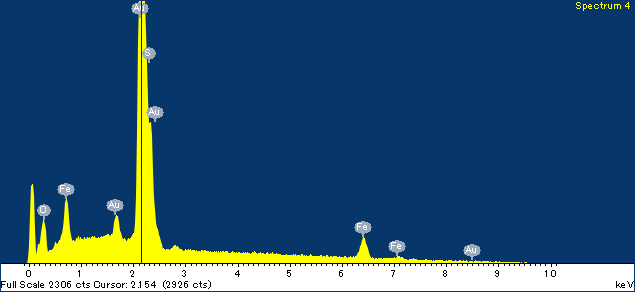 Spectrum 4
Au
S
Au
Fe
O
Au
Fe
Fe
Au
0 1 2 3 4 5 6 7 8 9 10
Full Scale 2306 cts Cursor: 2.154 (2926 cts) keV